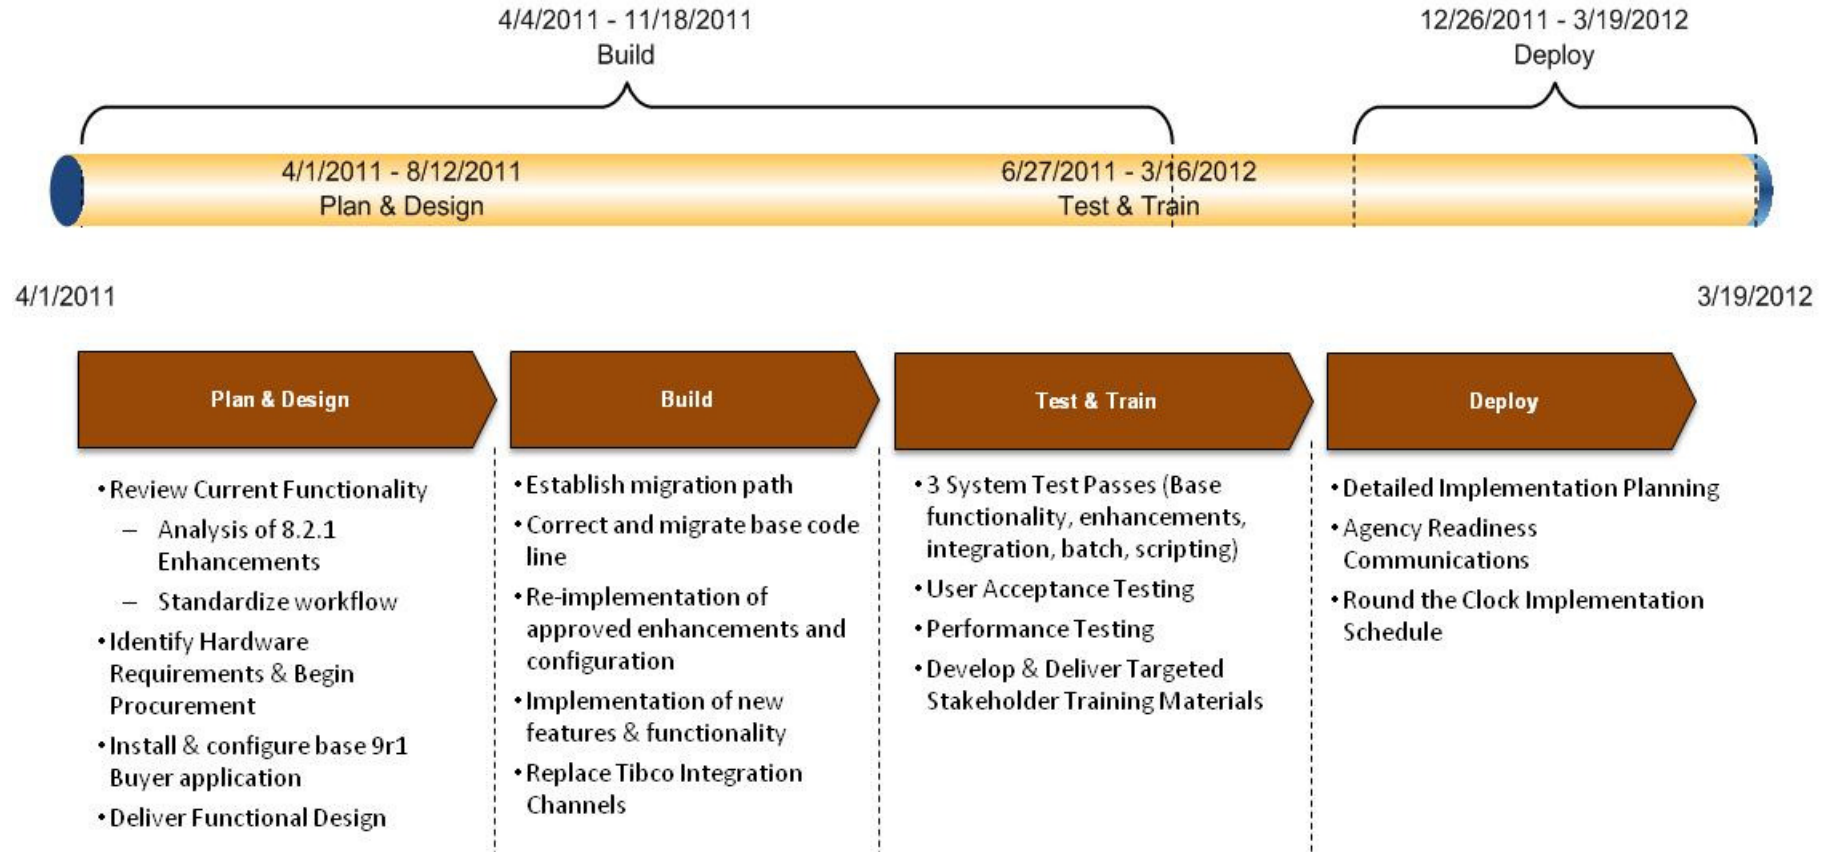 4/4/2011 - 11/18/2011
Build
12/26/2011 - 3/19/2012
Deploy
4/1/2011 - 8/12/2011
Plan & Design
6/27/2011 - 3/16/2012
Test & Train
4/1/2011
3/19/2012
Plan & Design
Build
Test & Train
Deploy
•Review Current Functionality
– Analysis of 8.2.1
Enhancements
– Standardize workflow
•Identify Hardware
Requirements & Begin
Procurement
•Install & configure base 9r1
Buyer application
•Deliver Functional Design
•Establish migration path
•Correct and migrate base code
line
•Re-implementation of
approved enhancements and
configuration
•Implementation of new
features & functionality
•Replace Tibco Integration
Channels
•3 System Test Passes (Base
functionality, enhancements,
integration, batch, scripting)
•User Acceptance Testing
•Performance Testing
•Develop & Deliver Targeted
Stakeholder Training Materials
•Detailed Implementation Planning
•Agency Readiness
Communications
•Round the Clock Implementation
Schedule